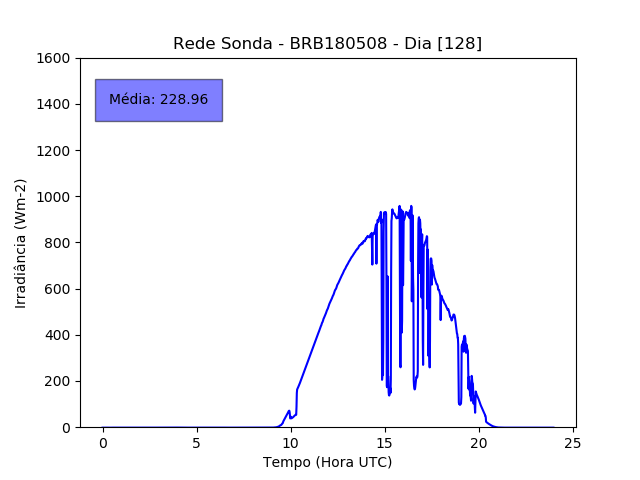 Rede Sonda - BRB180508 - Dia [128]
1600
1400
1200
1000
800
600
400
200
0
Irradiância (Wm-2)
Média: 228.96
0 5 10 15 20 25
Tempo (Hora UTC)